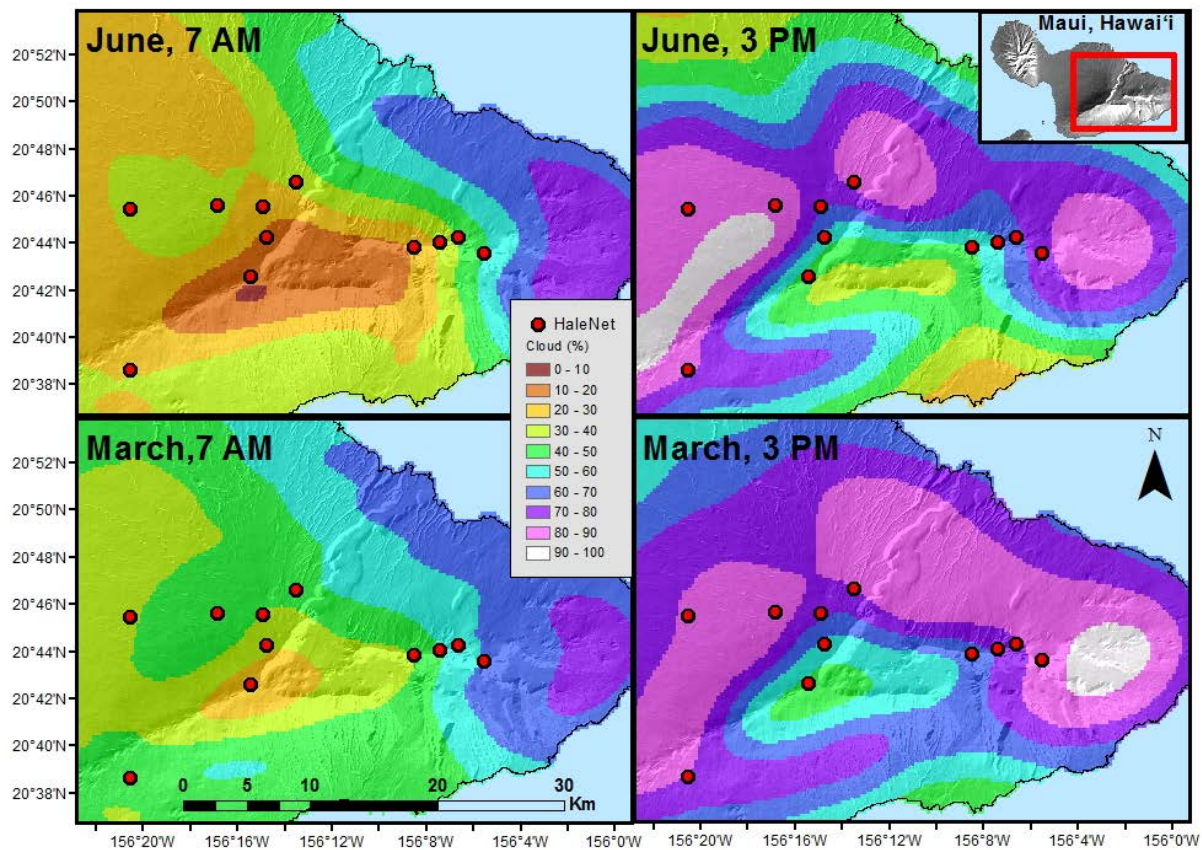 June, 7 AM
June, 3 PM
Maui, Hawai‘i
20°52'N
20°50'N
20°48'N
20°46'N
20°44'N
20°42'N
20°40'N
20°38'N
HaleNet
Cloud (%)
0 - 10
10 - 20
20 - 30
30 - 40
40 - 50
50 - 60
60 - 70
70 - 80
80 - 90
90 - 100
March,7 AM
March, 3 PM
N
20°52'N
20°50'N
20°48'N
20°46'N
20°44'N
20°42'N
20°40'N
20°38'N
0 5 10 20 30
Km
156°20'W 156°16'W 156°12'W 156°8'W 156°4'W 156°0'W 156°20'W 156°16'W 156°12'W 156°8'W 156°4'W 156°0'W